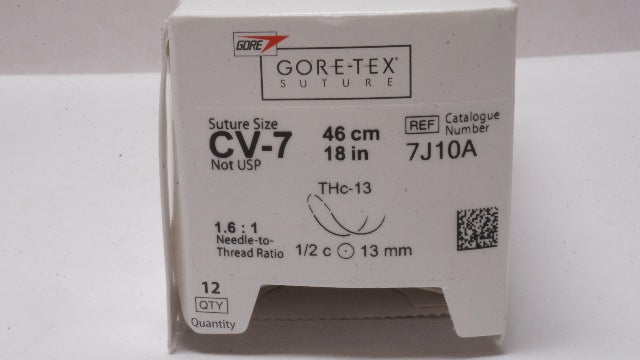 GORE
GORE-TEX®
SUTURE
Suture Size
CV-7
Not USP
46 cm
18 in
REF Catalogue Number
7J10A
THc-13
1.6 : 1
Needle-to-
Thread Ratio
1/2 c 13 mm
12
QTY
Quantity